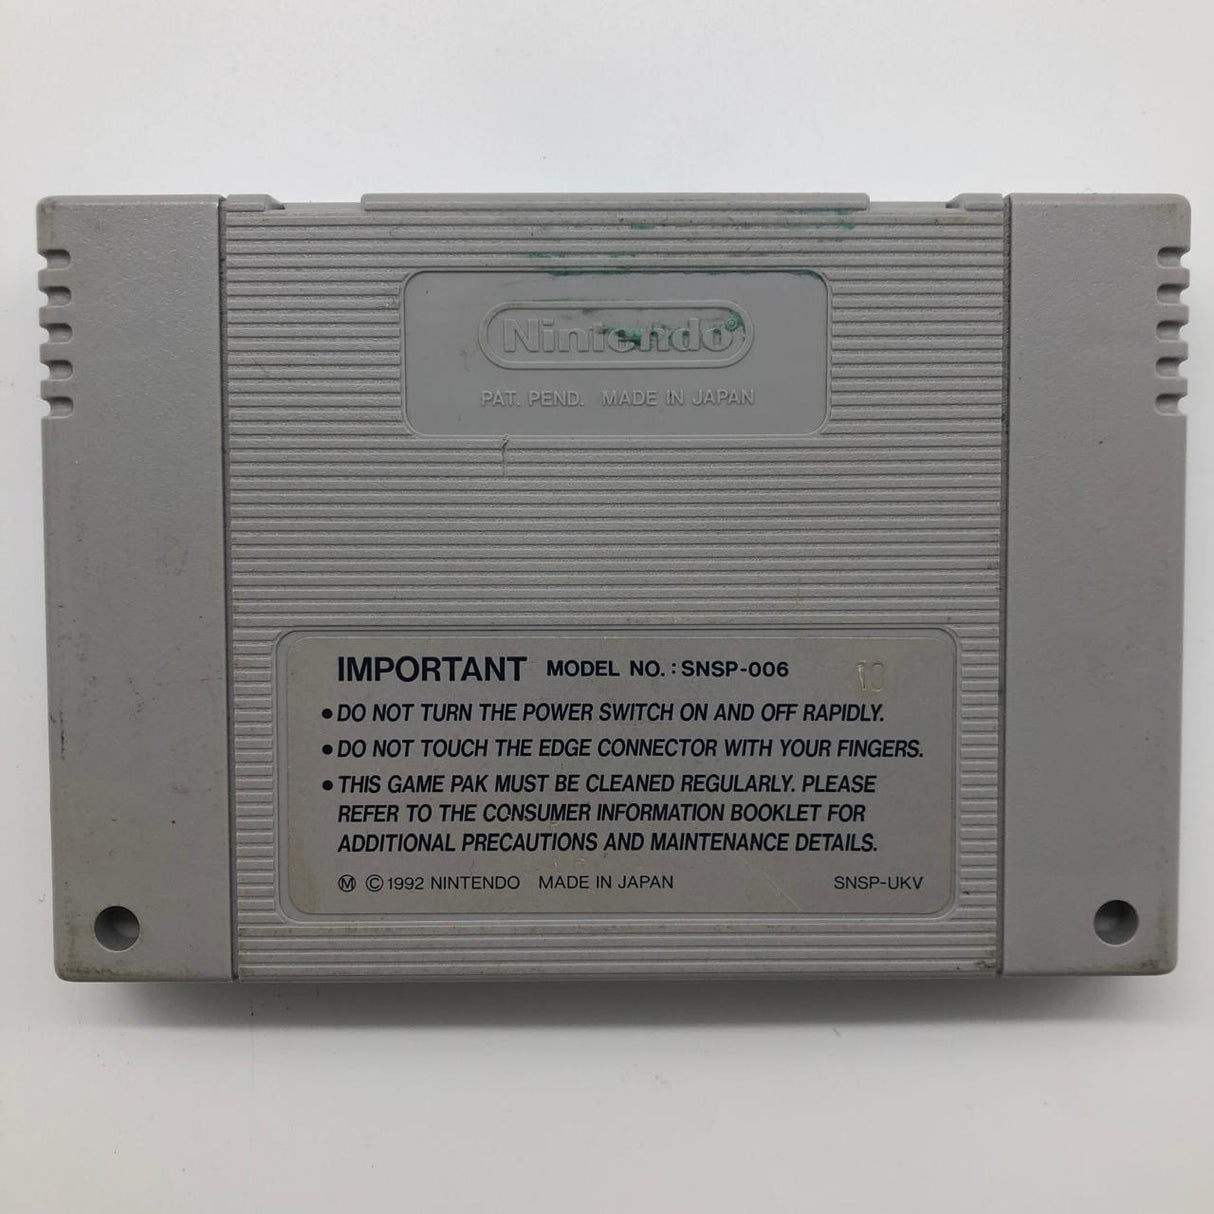 Nintendo®
PAT. PEND. MADE IN JAPAN
IMPORTANT MODEL NO.: SNSP-006
10
● DO NOT TURN THE POWER SWITCH ON AND OFF RAPIDLY.
● DO NOT TOUCH THE EDGE CONNECTOR WITH YOUR FINGERS.
● THIS GAME PAK MUST BE CLEANED REGULARLY. PLEASE
REFER TO THE CONSUMER INFORMATION BOOKLET FOR
ADDITIONAL PRECAUTIONS AND MAINTENANCE DETAILS.
Ⓜ © 1992 NINTENDO MADE IN JAPAN SNSP-UKV